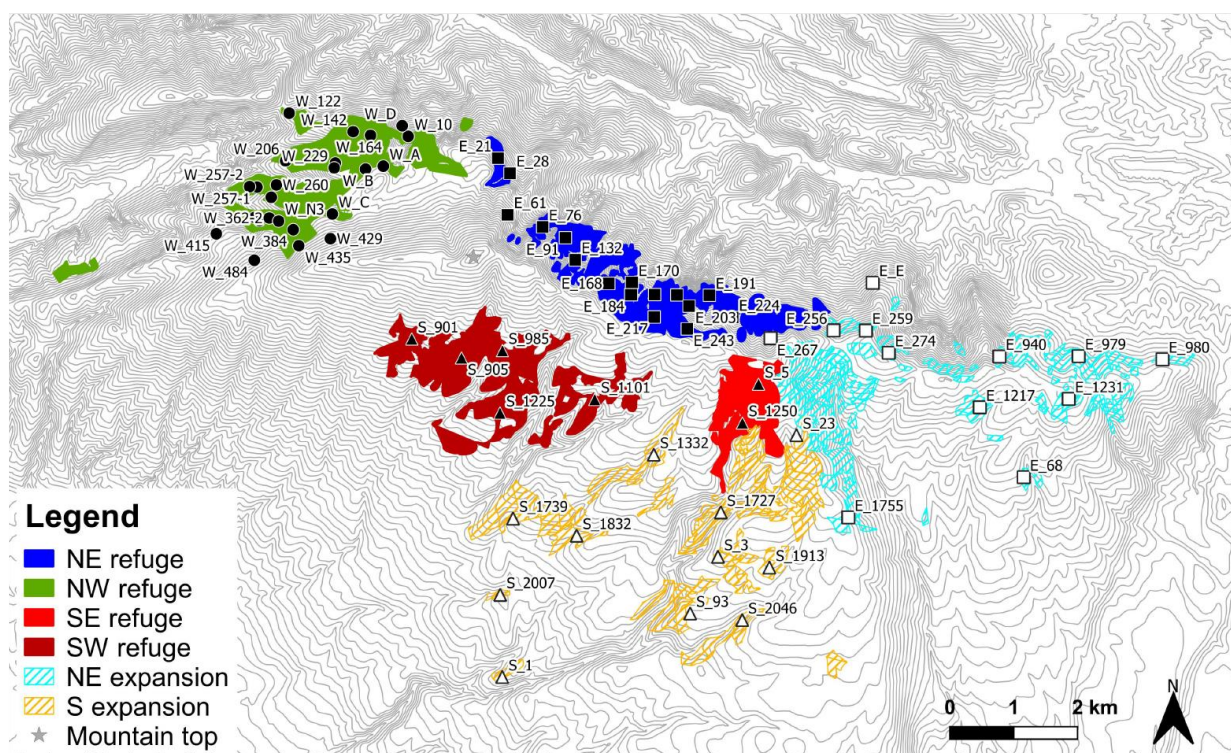 W_122
W_142
W_D
W_10
W_164
W_206
W_229
W_A
W_B
W_257-2
W_260
W_257-1
W_C
W_362-2
W_N3
W_415
W_384
W_429
W_435
W_484
E_21
E_28
E_61
E_76
E_91
E_132
E_170
E_168
E_191
E_184
E_224
E_203
E_217
E_243
E_256
E_E
E_259
E_267
E_274
E_940
E_979
E_980
E_1217
E_1231
E_68
E_1755
S_901
S_985
S_905
S_1101
S_1225
S_5
S_1250
S_23
S_1332
S_1739
S_1832
S_1727
S_3
S_1913
S_2007
S_93
S_2046
S_1
Legend
NE refuge
NW refuge
SE refuge
SW refuge
NE expansion
S expansion
Mountain top
0 1 2 km
N